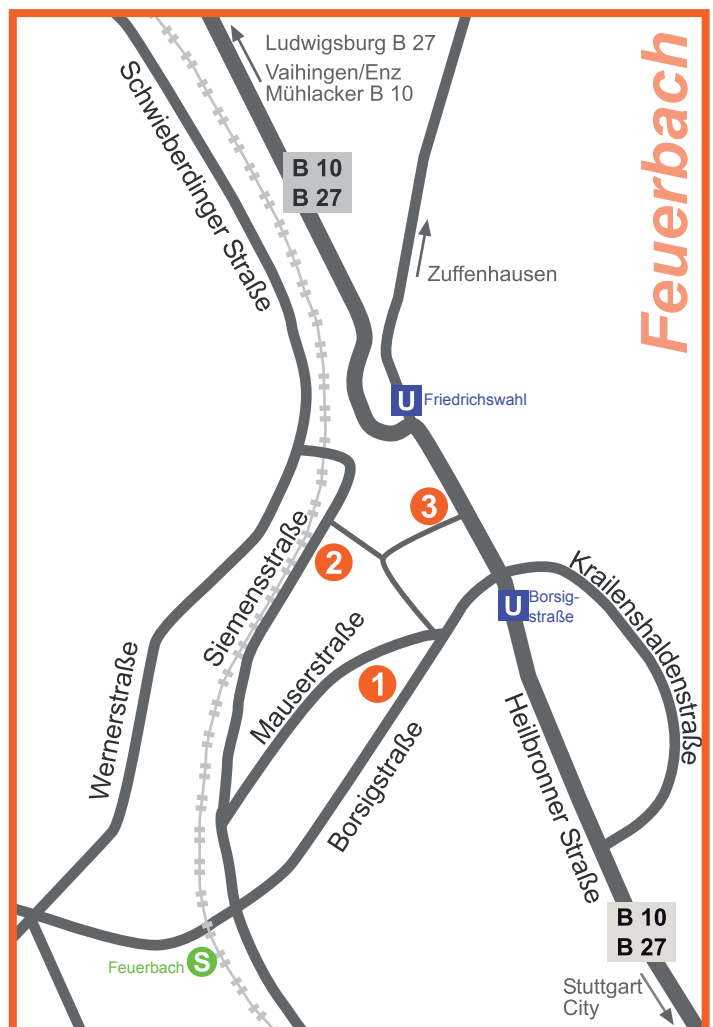 Ludwigsburg B 27
Vaihingen/Enz
Mühlacker B 10
Feuerbach
Schwieberdinger Straße
B 10
B 27
Zuffenhausen
U
Friedrichswahl
3
Siemensstraße
2
Krailenshaldenstraße
U
Borsig-
straße
Mauserstraße
1
Wernerstraße
Heilbronner Straße
Borsigstraße
B 10
B 27
Feuerbach
S
Stuttgart
City